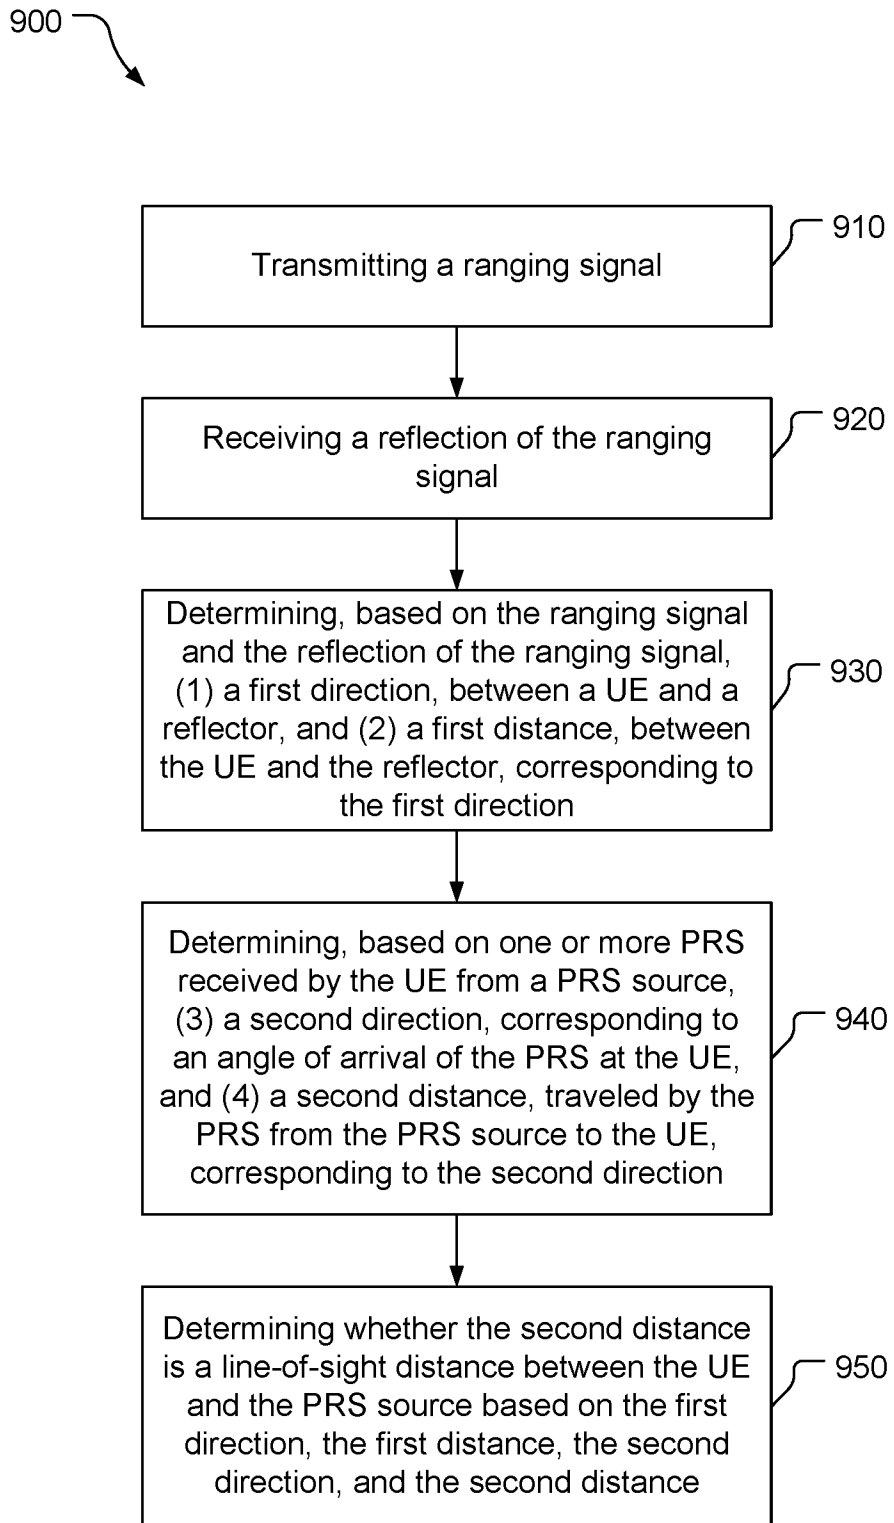 900
910
Transmitting a ranging signal
920
Receiving a reflection of the ranging
signal
Determining, based on the ranging signal
and the reflection of the ranging signal,
(1) a first direction, between a UE and a
reflector, and (2) a first distance, between
the UE and the reflector, corresponding to
the first direction
930
Determining, based on one or more PRS
received by the UE from a PRS source,
(3) a second direction, corresponding to
an angle of arrival of the PRS at the UE,
and (4) a second distance, traveled by the
PRS from the PRS source to the UE,
corresponding to the second direction
940
Determining whether the second distance
is a line-of-sight distance between the UE
and the PRS source based on the first
direction, the first distance, the second
direction, and the second distance
950